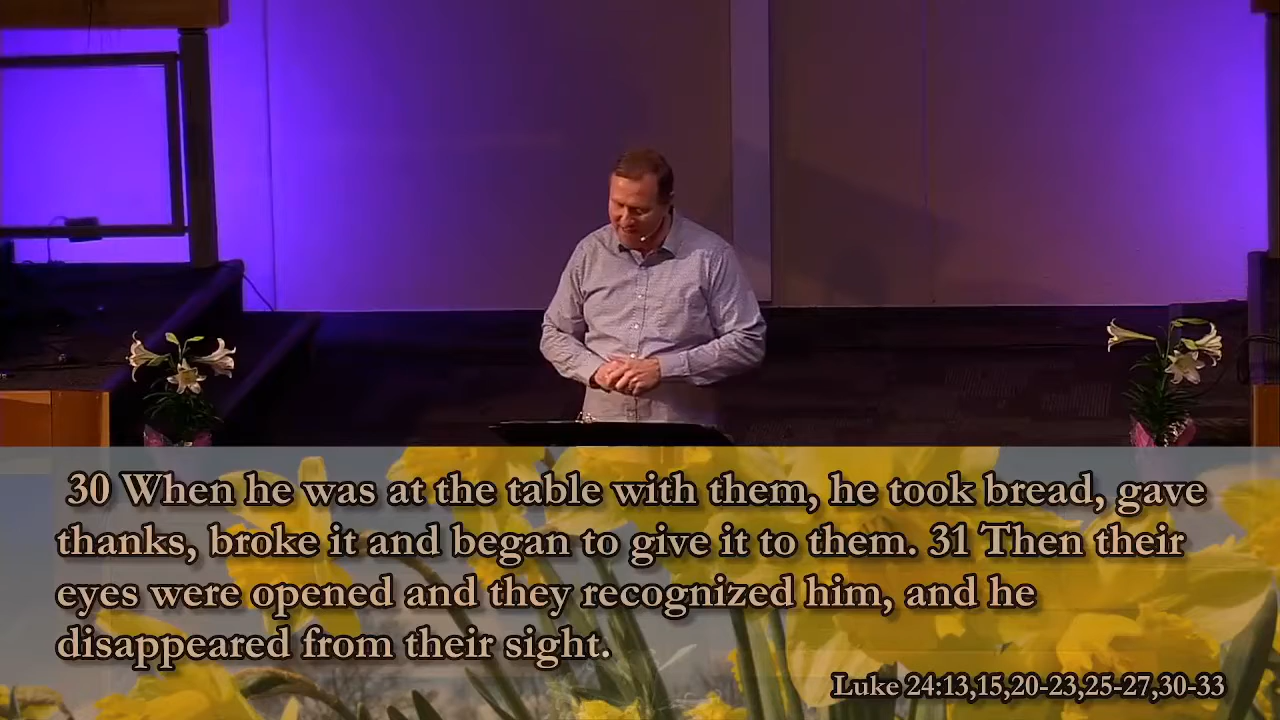 30 When he was at the table with them, he took bread, gave
thanks, broke it and began to give it to them. 31 Then their
eyes were opened and they recognized him, and he
disappeared from their sight.
Luke 24:13,15,20-23,25-27,30-33